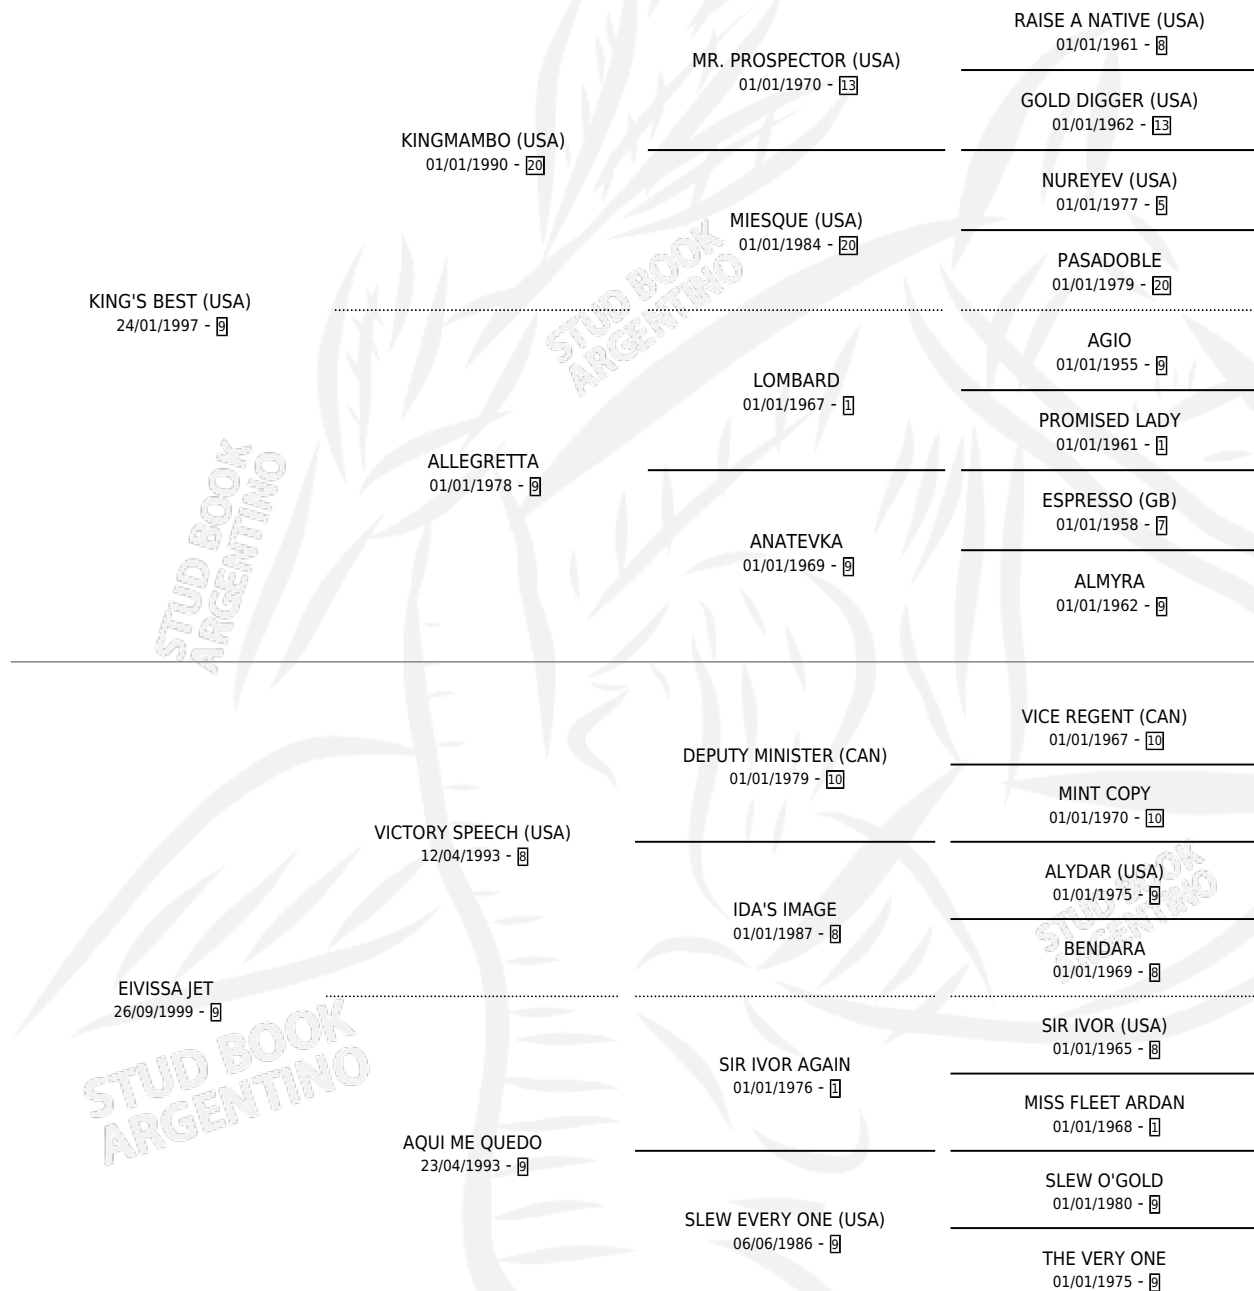 RAISE A NATIVE (USA)
01/01/1961 - 8
MR. PROSPECTOR (USA)
01/01/1970 - 13
GOLD DIGGER (USA)
01/01/1962 - 13
KINGMAMBO (USA)
01/01/1990 - 20
NUREYEV (USA)
01/01/1977 - 5
MIESQUE (USA)
01/01/1984 - 20
PASADOBLE
01/01/1979 - 20
KING'S BEST (USA)
24/01/1997 - 9
AGIO
01/01/1955 - 9
LOMBARD
01/01/1967 - 1
PROMISED LADY
01/01/1961 - 1
ALLEGRETTA
01/01/1978 - 9
ESPRESSO (GB)
01/01/1958 - 7
ANATEVKA
01/01/1969 - 9
ALMYRA
01/01/1962 - 9
VICE REGENT (CAN)
01/01/1967 - 10
DEPUTY MINISTER (CAN)
01/01/1979 - 10
MINT COPY
01/01/1970 - 10
VICTORY SPEECH (USA)
12/04/1993 - 8
ALYDAR (USA)
01/01/1975 - 9
IDA'S IMAGE
01/01/1987 - 8
BENDARA
01/01/1969 - 8
EIVISSA JET
26/09/1999 - 9
SIR IVOR (USA)
01/01/1965 - 8
SIR IVOR AGAIN
01/01/1976 - 1
MISS FLEET ARDAN
01/01/1968 - 1
AQUI ME QUEDO
23/04/1993 - 9
SLEW O'GOLD
01/01/1980 - 9
SLEW EVERY ONE (USA)
06/06/1986 - 9
THE VERY ONE
01/01/1975 - 9
STUD BOOK
ARGENTINO
STUD BOOK
ARGENTINO
STUD BOOK
ARGENTINO
STUD BOOK
ARGENTINO